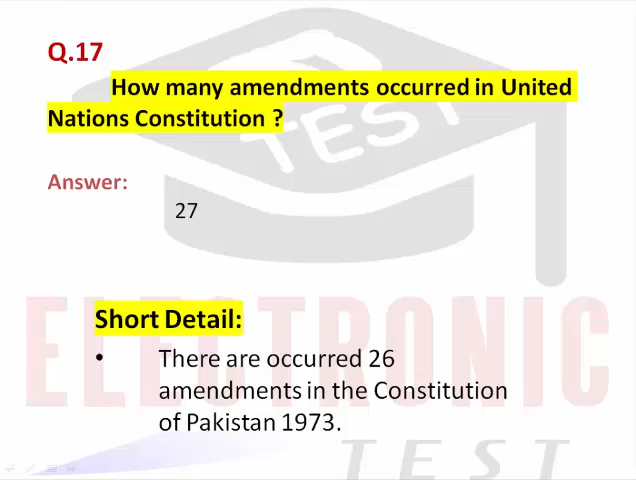 Q.17
How many amendments occurred in United
Nations Constitution ?
TEST
Answer:
27
ELECTRONIC
Short Detail:
• There are occurred 26
amendments in the Constitution
of Pakistan 1973.
TEST